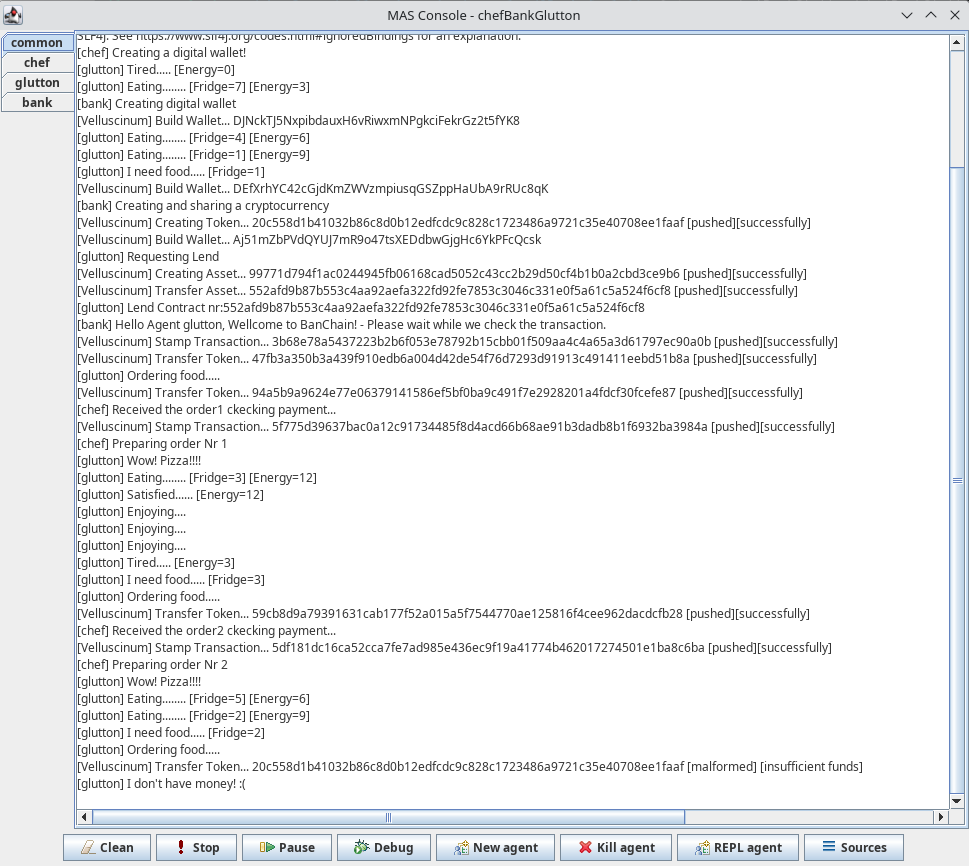 MAS Console - chefBankGlutton
common
chef
glutton
bank
SLF4J: See https://www.slf4j.org/codes.html#ignoredBindings for an explanation.
[chef] Creating a digital wallet!
[glutton] Tired..... [Energy=0]
[glutton] Eating........ [Fridge=7] [Energy=3]
[bank] Creating digital wallet
[Velluscinum] Build Wallet... DJNckTJ5NxpibdauxH6vRiwxmNPgkciFekrGz2t5fYK8
[glutton] Eating........ [Fridge=4] [Energy=6]
[glutton] Eating........ [Fridge=1] [Energy=9]
[glutton] I need food..... [Fridge=1]
[Velluscinum] Build Wallet... DEfXrhYC42cGjdKmZWVzmpiusqGSZppHaUbA9rRUc8qK
[bank] Creating and sharing a cryptocurrency
[Velluscinum] Creating Token... 20c558d1b41032b86c8d0b12edfcdc9c828c1723486a9721c35e40708ee1faaf [pushed][successfully]
[Velluscinum] Build Wallet... Aj51mZbPVdQYUJ7mR9o47tsXEDdbwGjgHc6YkPFcQcsk
[glutton] Requesting Lend
[Velluscinum] Creating Asset... 99771d794f1ac0244945fb06168cad5052c43cc2b29d50cf4b1b0a2cbd3ce9b6 [pushed][successfully]
[Velluscinum] Transfer Asset... 552afd9b87b553c4aa92aefa322fd92fe7853c3046c331e0f5a61c5a524f6cf8 [pushed][successfully]
[glutton] Lend Contract nr:552afd9b87b553c4aa92aefa322fd92fe7853c3046c331e0f5a61c5a524f6cf8
[bank] Hello Agent glutton, Wellcome to BanChain! - Please wait while we check the transaction.
[Velluscinum] Stamp Transaction... 3b68e78a5437223b2b6f053e78792b15cbb01f509aa4c4a65a3d61797ec90a0b [pushed][successfully]
[Velluscinum] Transfer Token... 47fb3a350b3a439f910edb6a004d42de54f76d7293d91913c491411eebd51b8a [pushed][successfully]
[glutton] Ordering food.....
[Velluscinum] Transfer Token... 94a5b9a9624e77e06379141586ef5bf0ba9c491f7e2928201a4fdcf30fcefe87 [pushed][successfully]
[chef] Received the order1 ckecking payment...
[Velluscinum] Stamp Transaction... 5f775d39637bac0a12c91734485f8d4acd66b68ae91b3dadb8b1f6932ba3984a [pushed][successfully]
[chef] Preparing order Nr 1
[glutton] Wow! Pizza!!!!
[glutton] Eating........ [Fridge=3] [Energy=12]
[glutton] Satisfied...... [Energy=12]
[glutton] Enjoying....
[glutton] Enjoying....
[glutton] Enjoying....
[glutton] Tired..... [Energy=3]
[glutton] I need food..... [Fridge=3]
[glutton] Ordering food.....
[Velluscinum] Transfer Token... 59cb8d9a79391631cab177f52a015a5f7544770ae125816f4cee962dacdcfb28 [pushed][successfully]
[chef] Received the order2 ckecking payment...
[Velluscinum] Stamp Transaction... 5df181dc16ca52cca7fe7ad985e436ec9f19a41774b462017274501e1ba8c6ba [pushed][successfully]
[chef] Preparing order Nr 2
[glutton] Wow! Pizza!!!!
[glutton] Eating........ [Fridge=5] [Energy=6]
[glutton] Eating........ [Fridge=2] [Energy=9]
[glutton] I need food..... [Fridge=2]
[glutton] Ordering food.....
[Velluscinum] Transfer Token... 20c558d1b41032b86c8d0b12edfcdc9c828c1723486a9721c35e40708ee1faaf [malformed] [insufficient funds]
[glutton] I don't have money! :(
Clean Stop Pause Debug New agent Kill agent REPL agent Sources